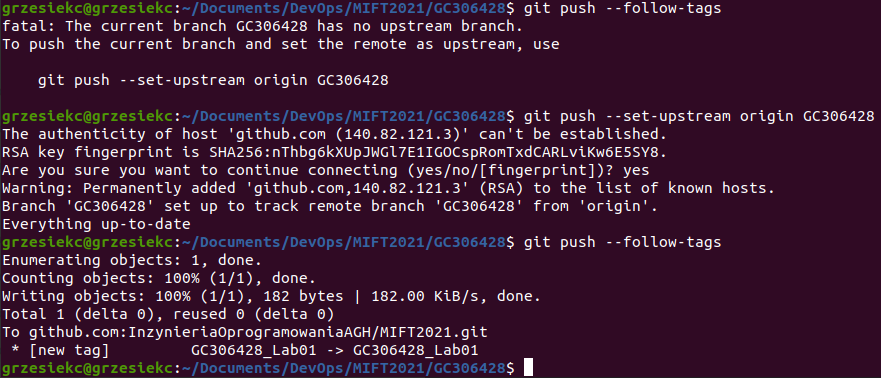 grzesiekc@grzesiekc:~/Documents/DevOps/MIFT2021/GC306428$ git push --follow-tags
fatal: The current branch GC306428 has no upstream branch.
To push the current branch and set the remote as upstream, use
    git push --set-upstream origin GC306428
grzesiekc@grzesiekc:~/Documents/DevOps/MIFT2021/GC306428$ git push --set-upstream origin GC306428
The authenticity of host 'github.com (140.82.121.3)' can't be established.
RSA key fingerprint is SHA256:nThbg6kXUpJWGl7E1IGOCspRomTxdCARLviKw6E5SY8.
Are you sure you want to continue connecting (yes/no/[fingerprint])? yes
Warning: Permanently added 'github.com,140.82.121.3' (RSA) to the list of known hosts.
Branch 'GC306428' set up to track remote branch 'GC306428' from 'origin'.
Everything up-to-date
grzesiekc@grzesiekc:~/Documents/DevOps/MIFT2021/GC306428$ git push --follow-tags
Enumerating objects: 1, done.
Counting objects: 100% (1/1), done.
Writing objects: 100% (1/1), 182 bytes | 182.00 KiB/s, done.
Total 1 (delta 0), reused 0 (delta 0)
To github.com:InzynieriaOprogramowaniaAGH/MIFT2021.git
 * [new tag]         GC306428_Lab01 -> GC306428_Lab01
grzesiekc@grzesiekc:~/Documents/DevOps/MIFT2021/GC306428$